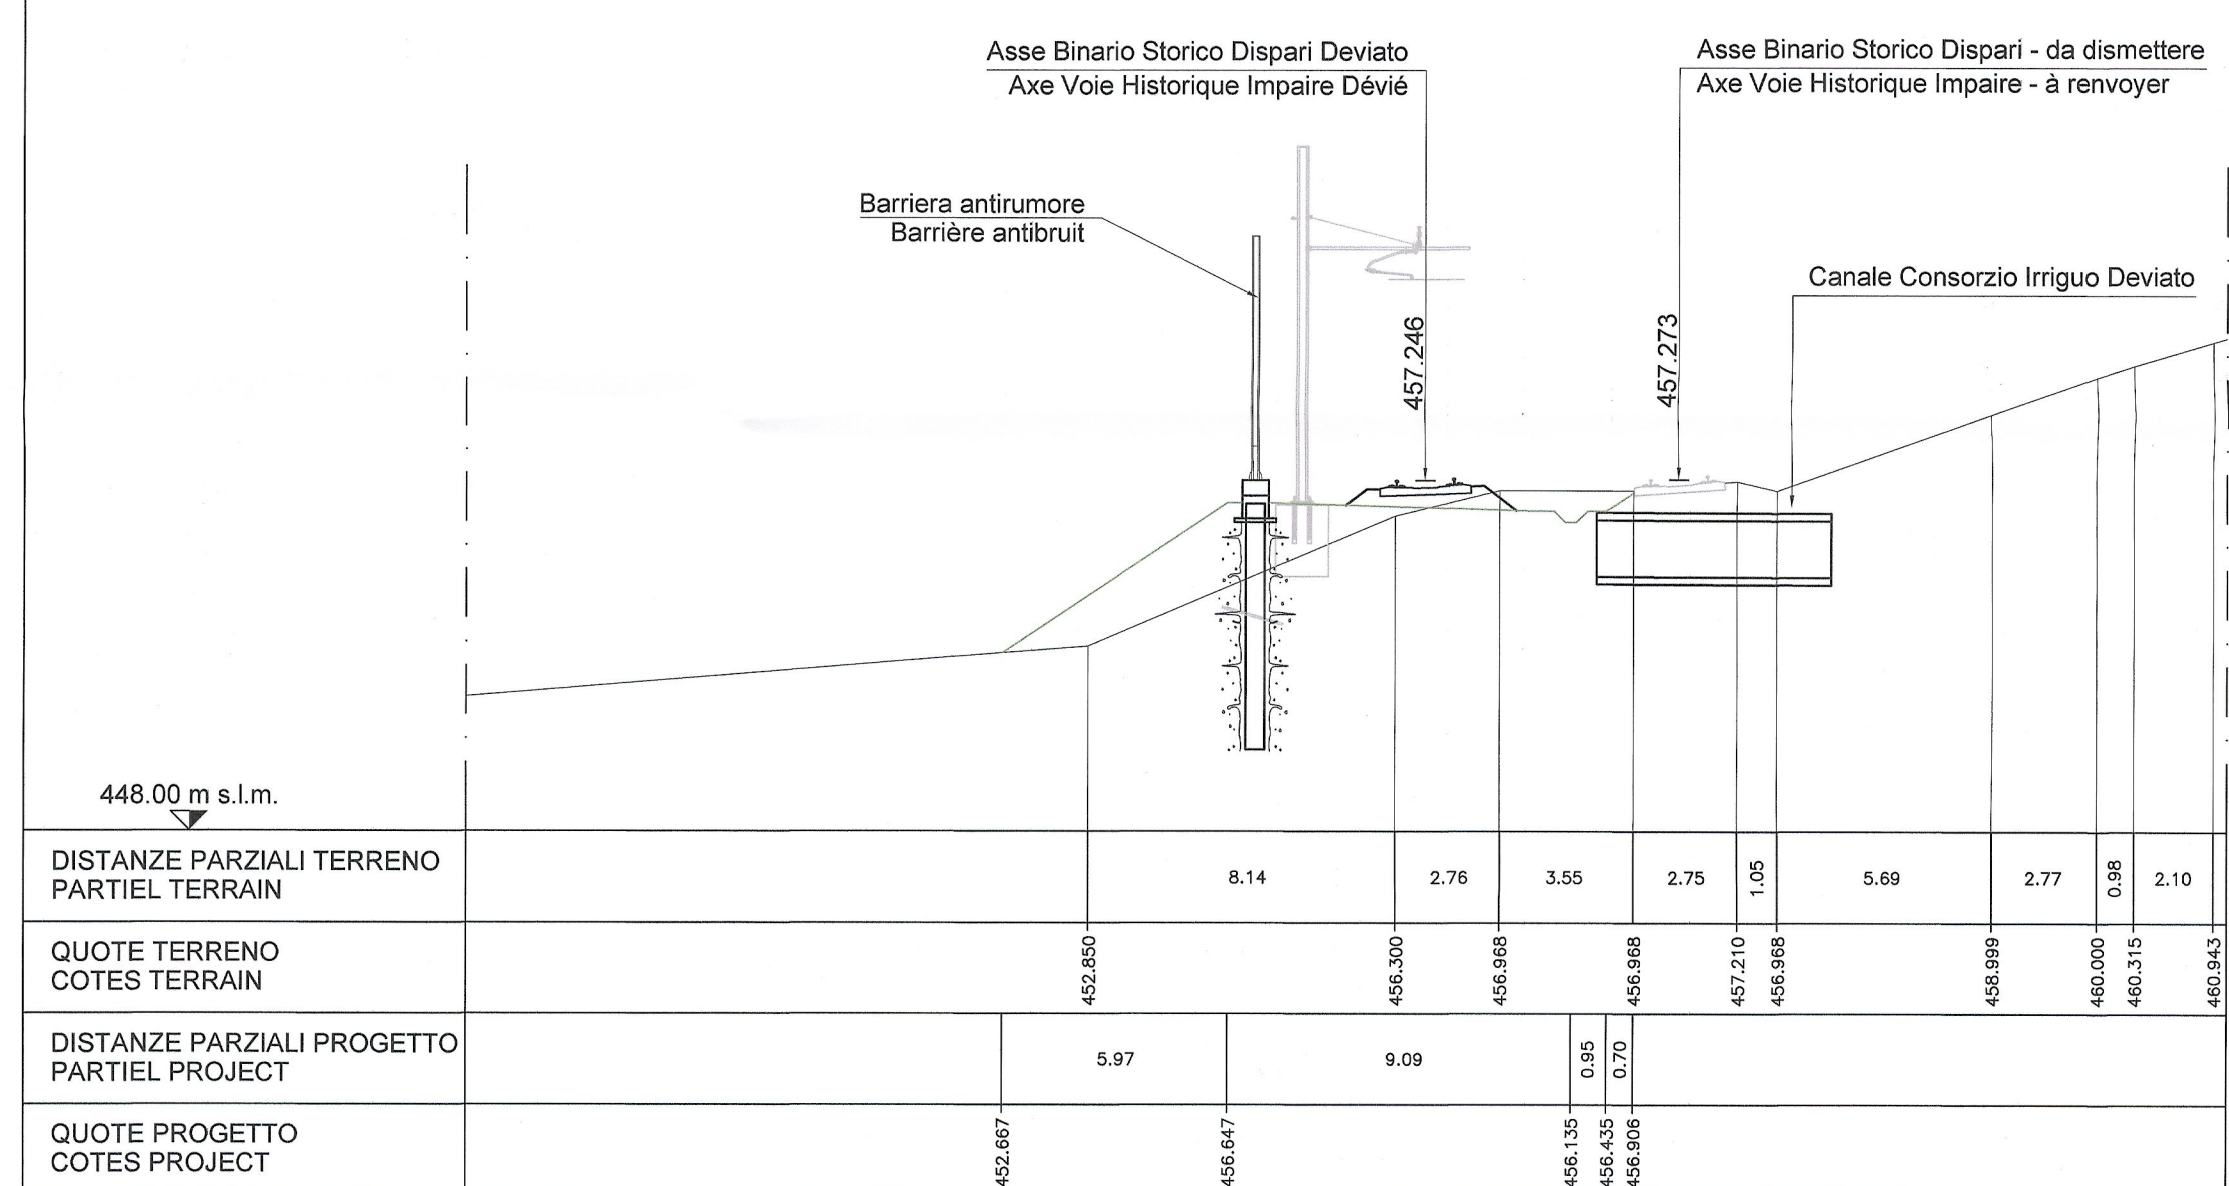 Asse Binario Storico Dispari Deviato
Axe Voie Historique Impaire Dévié
Asse Binario Storico Dispari - da dismettere
Axe Voie Historique Impaire - à renvoyer
Barriera antirumore
Barrière antibruit
Canale Consorzio Irriguo Deviato
457.246
457.273
448.00 m s.l.m.
DISTANZE PARZIALI TERRENO
PARTIEL TERRAIN
8.14 2.76 3.55 2.75 1.05 5.69 2.77 0.98 2.10
QUOTE TERRENO
COTES TERRAIN
452.850 456.300 456.968 456.968 457.210 456.968 458.999 460.000 460.315 460.943
DISTANZE PARZIALI PROGETTO
PARTIEL PROJECT
5.97 9.09 0.95 0.70
QUOTE PROGETTO
COTES PROJECT
452.667 456.647 456.135 456.435 456.906